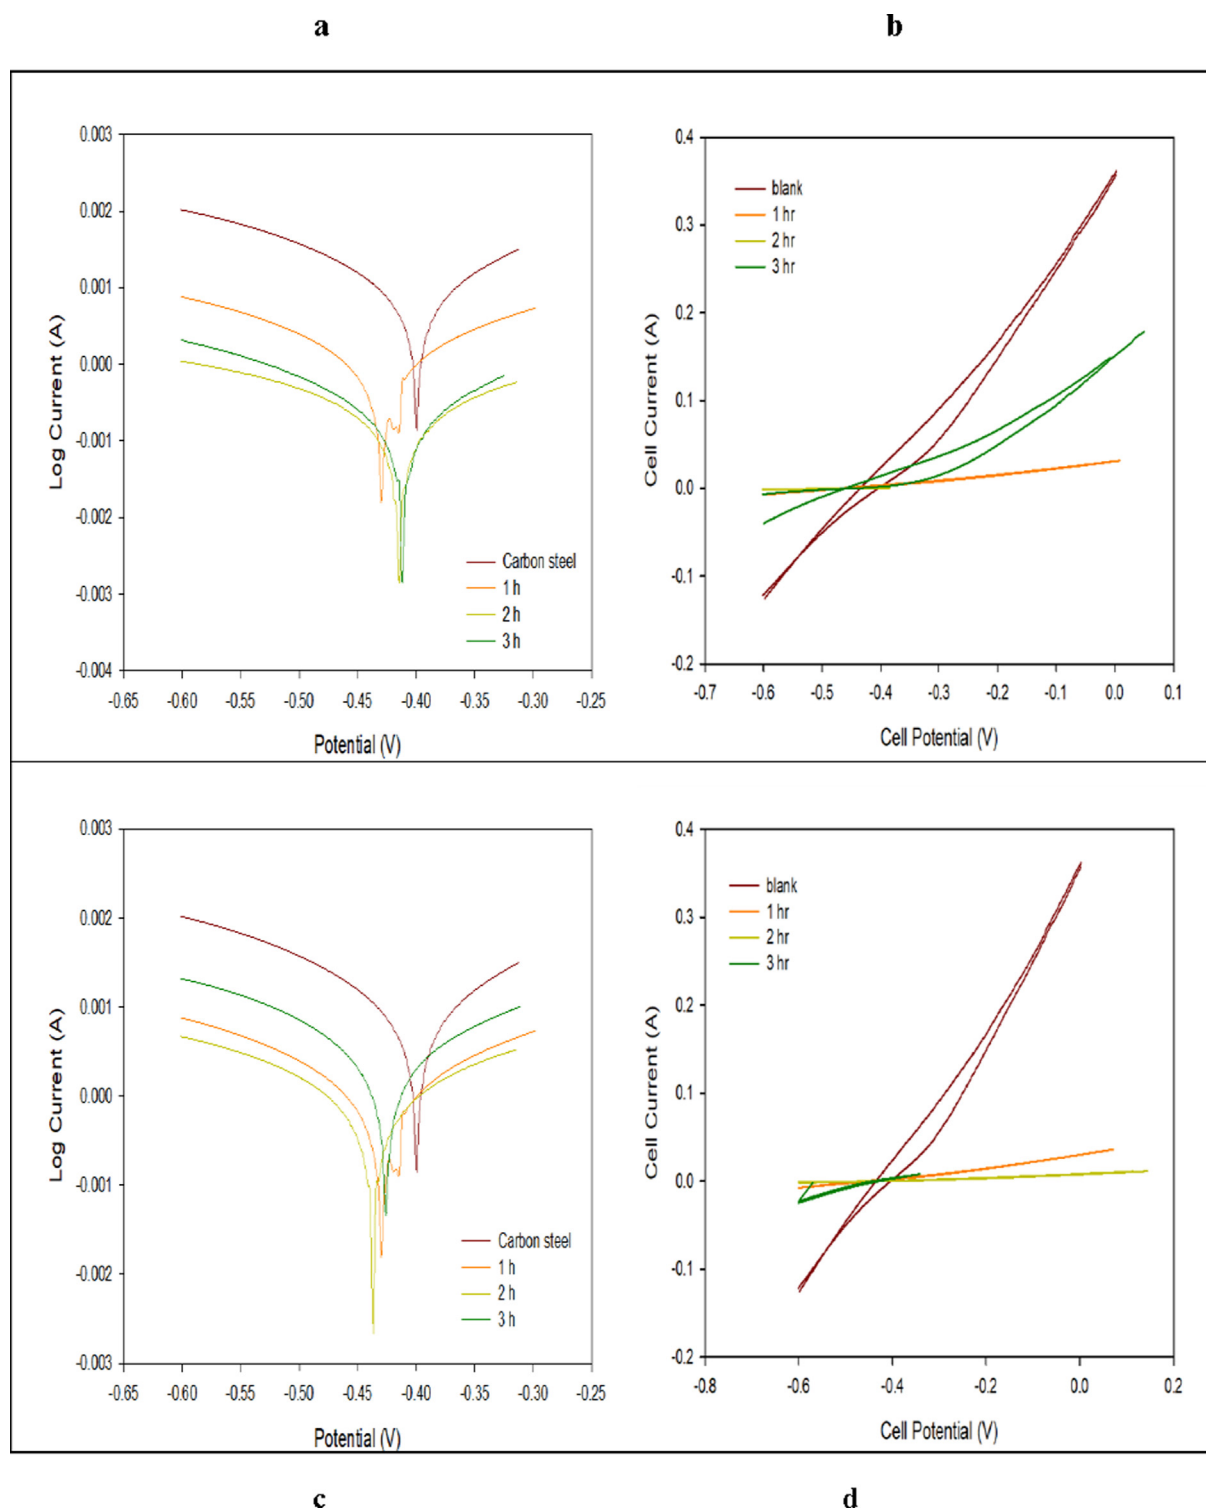 a
b
0.003
0.002
0.001
0.000
-0.001
-0.002
-0.003
-0.004
Log Current (A)
Carbon steel
1 h
2 h
3 h
-0.65 -0.60 -0.55 -0.50 -0.45 -0.40 -0.35 -0.30 -0.25
Potential (V)
0.4
0.3
0.2
0.1
0.0
-0.1
-0.2
Cell Current (A)
blank
1 hr
2 hr
3 hr
-0.7 -0.6 -0.5 -0.4 -0.3 -0.2 -0.1 0.0 0.1
Cell Potential (V)
0.003
0.002
0.001
0.000
-0.001
-0.002
-0.003
Log Current (A)
Carbon steel
1 h
2 h
3 h
-0.65 -0.60 -0.55 -0.50 -0.45 -0.40 -0.35 -0.30 -0.25
Potential (V)
0.4
0.3
0.2
0.1
0.0
-0.1
-0.2
Cell Current (A)
blank
1 hr
2 hr
3 hr
-0.8 -0.6 -0.4 -0.2 0.0 0.2
Cell Potential (V)
c
d